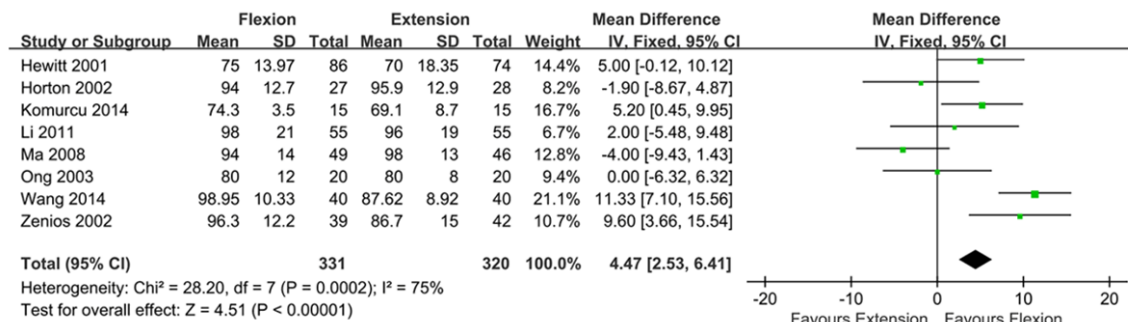 Flexion Extension Mean Difference Mean Difference
Study or Subgroup Mean SD Total Mean SD Total Weight IV, Fixed, 95% CI IV, Fixed, 95% CI
Hewitt 2001 75 13.97 86 70 18.35 74 14.4% 5.00 [-0.12, 10.12]
Horton 2002 94 12.7 27 95.9 12.9 28 8.2% -1.90 [-8.67, 4.87]
Komurcu 2014 74.3 3.5 15 69.1 8.7 15 16.7% 5.20 [0.45, 9.95]
Li 2011 98 21 55 96 19 55 6.7% 2.00 [-5.48, 9.48]
Ma 2008 94 14 49 98 13 46 12.8% -4.00 [-9.43, 1.43]
Ong 2003 80 12 20 80 8 20 9.4% 0.00 [-6.32, 6.32]
Wang 2014 98.95 10.33 40 87.62 8.92 40 21.1% 11.33 [7.10, 15.56]
Zenios 2002 96.3 12.2 39 86.7 15 42 10.7% 9.60 [3.66, 15.54]
Total (95% CI) 331 320 100.0% 4.47 [2.53, 6.41]
Heterogeneity: Chi² = 28.20, df = 7 (P = 0.0002); I² = 75%
Test for overall effect: Z = 4.51 (P < 0.00001)
-20 -10 0 10 20
Favours Extension Favours Flexion